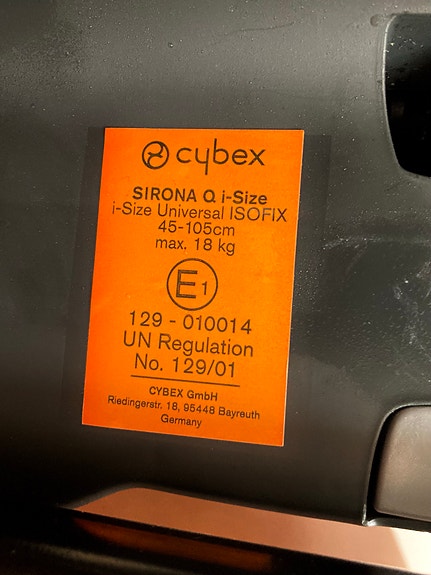 cybex
SIRONA Q i-Size
i-Size Universal ISOFIX
45-105cm
max. 18 kg
E1
129 - 010014
UN Regulation
No. 129/01
CYBEX GmbH
Riedingerstr. 18, 95448 Bayreuth
Germany